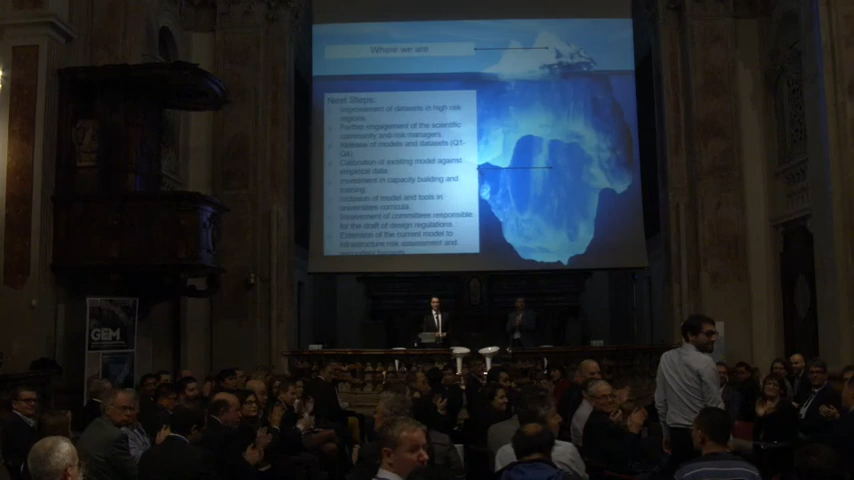 Where we are
Next Steps:
Improvement of datasets in high risk
regions.
Further engagement of the scientific
community and risk managers
Release of models and datasets (Q1-
Q4)
Calibration of existing model against
empirical data
Investment in capacity building and
training.
Inclusion of model and tools in
universities curricula.
Involvement of committees responsible
for the draft of design regulations.
Extension of the current model to
infrastructure risk assessment and
GEM